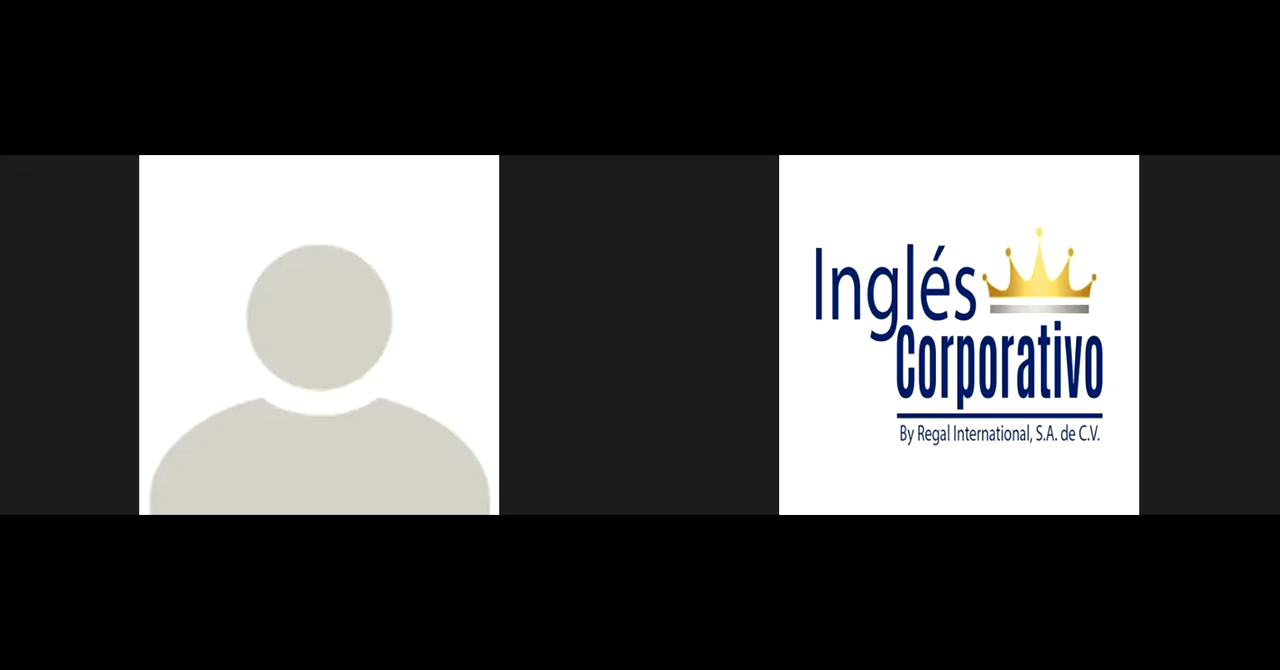 Inglés
Corporativo
By Regal International, S.A. de C.V.